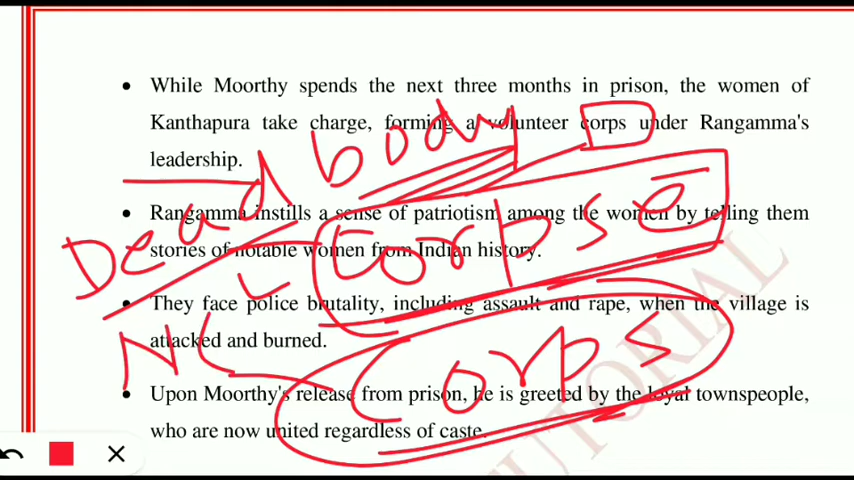 • While Moorthy spends the next three months in prison, the women of
Kanthapura take charge, forming a volunteer corps under Rangamma's
leadership.
• Rangamma instills a sense of patriotism among the women by telling them
stories of notable women from Indian history.
• They face police brutality, including assault and rape, when the village is
attacked and burned.
• Upon Moorthy's release from prison, he is greeted by the loyal townspeople,
who are now united regardless of caste.
Dead body
Corpse
Corps
TUTORIAL